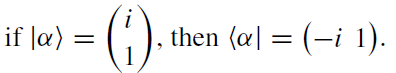 if |α⟩ = (i
1), then ⟨α| = (−i 1).